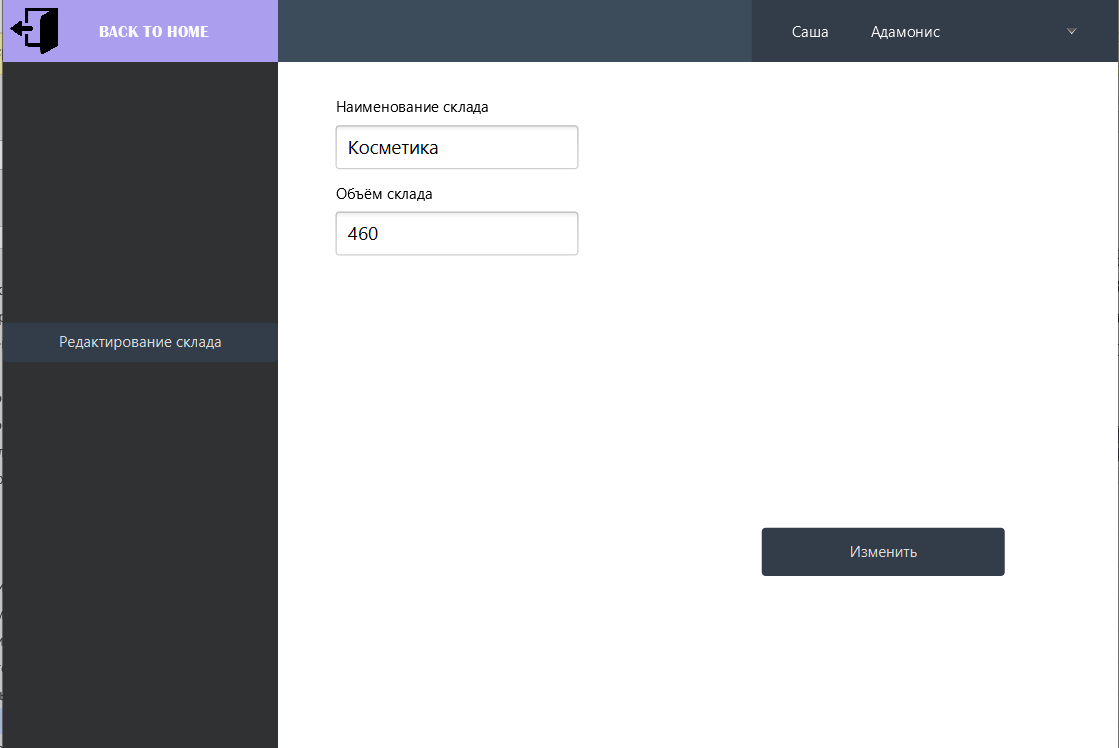 BACK TO HOME
Саша Адамонис
Наименование склада
Косметика
Объём склада
460
Редактирование склада
Изменить